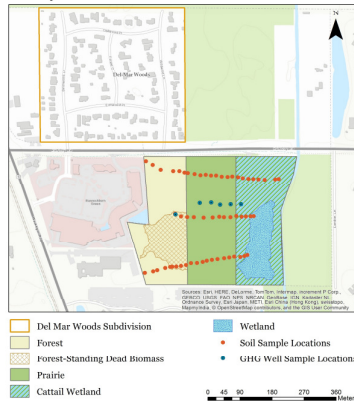 N
Del Mar Woods
Sources: Esri, HERE, DeLorme, TomTom, Intermap, increment P Corp.,
GEBCO, USGS, FAO, NPS, NRCAN, GeoBase, IGN, Kadaster NL,
Ordnance Survey, Esri Japan, METI, Esri China (Hong Kong), swisstopo,
MapmyIndia, © OpenStreetMap contributors, and the GIS User Community
Del Mar Woods Subdivision
Forest
Forest-Standing Dead Biomass
Prairie
Cattail Wetland
Wetland
Soil Sample Locations
GHG Well Sample Locations
0 45 90 180 270 360
Meters